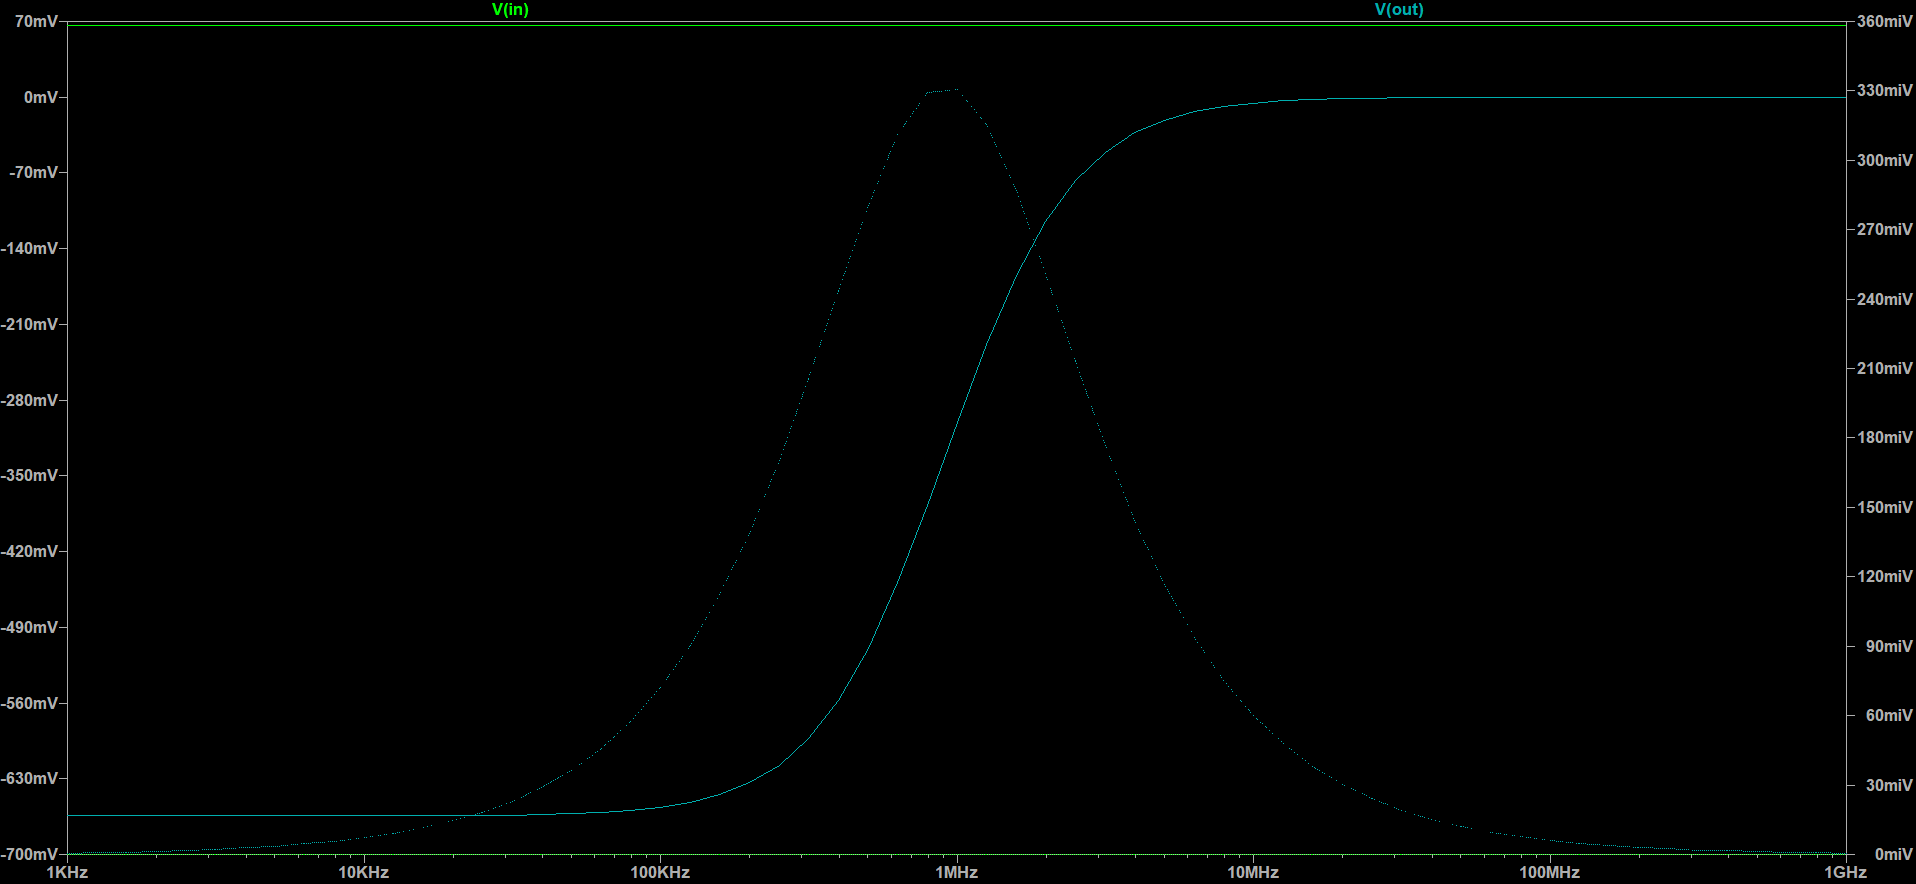 V(in) V(out)
70mV 360miV
0mV 330miV
-70mV 300miV
-140mV 270miV
-210mV 240miV
-280mV 210miV
-350mV 180miV
-420mV 150miV
-490mV 120miV
-560mV 90miV
-630mV 60miV
-700mV 30miV
0miV
1KHz 10KHz 100KHz 1MHz 10MHz 100MHz 1GHz